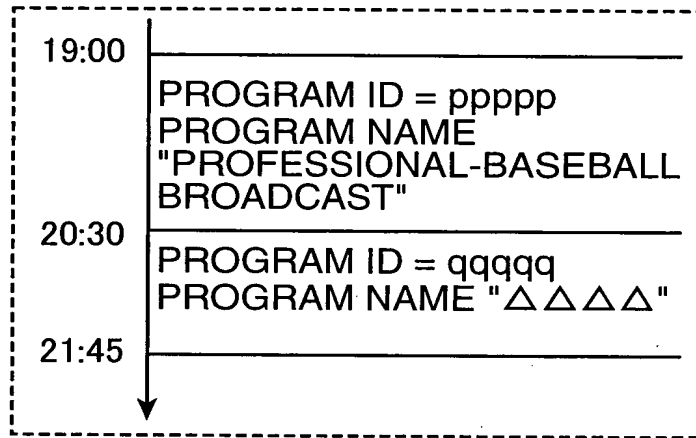 19:00
PROGRAM ID = ppppp
PROGRAM NAME
"PROFESSIONAL-BASEBALL
BROADCAST"
20:30
PROGRAM ID = qqqqq
PROGRAM NAME "△△△△"
21:45